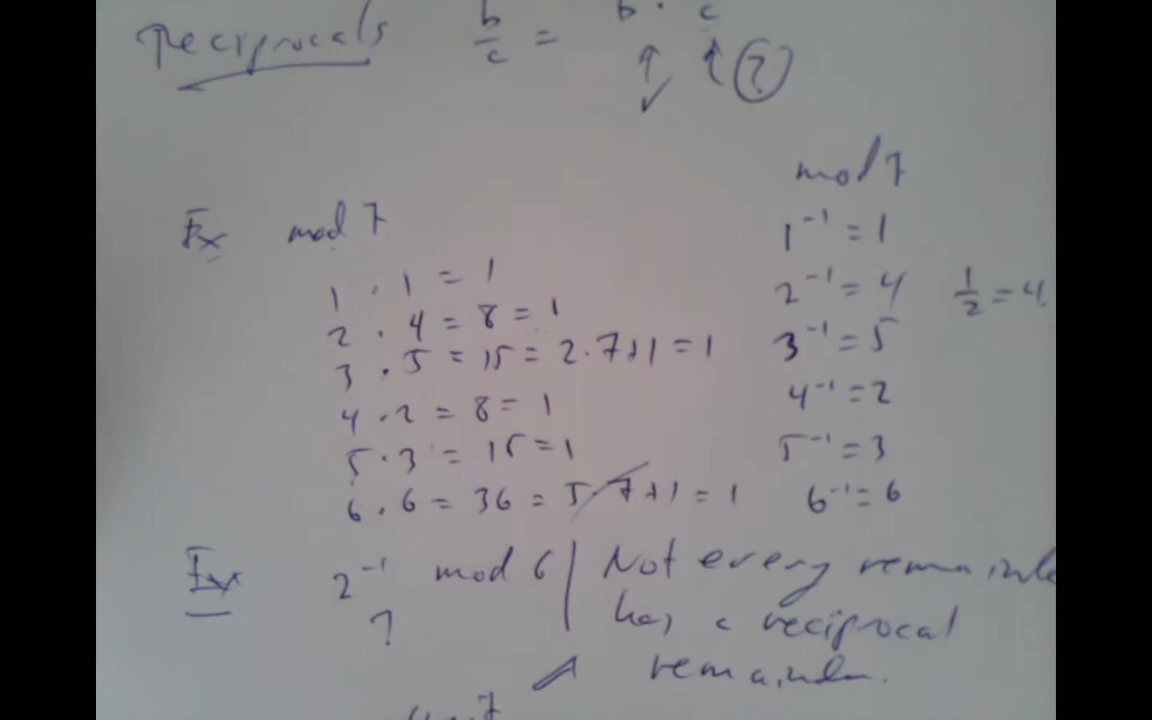 Reciprocals b/c = b · c
↑ ↑ (?)
✓
mod 7
Ex mod 7
1^-1 = 1
1 · 1 = 1
2^-1 = 4 1/2 = 4.
2 · 4 = 8 = 1
3 · 5 = 15 = 2·7+1 = 1
3^-1 = 5
4 · 2 = 8 = 1
4^-1 = 2
5 · 3 = 15 = 1
5^-1 = 3
6 · 6 = 36 = 5·7+1 = 1
6^-1 = 6
Ex 2^-1 mod 6 | Not every remainde
?
has a reciprocal
remainder.